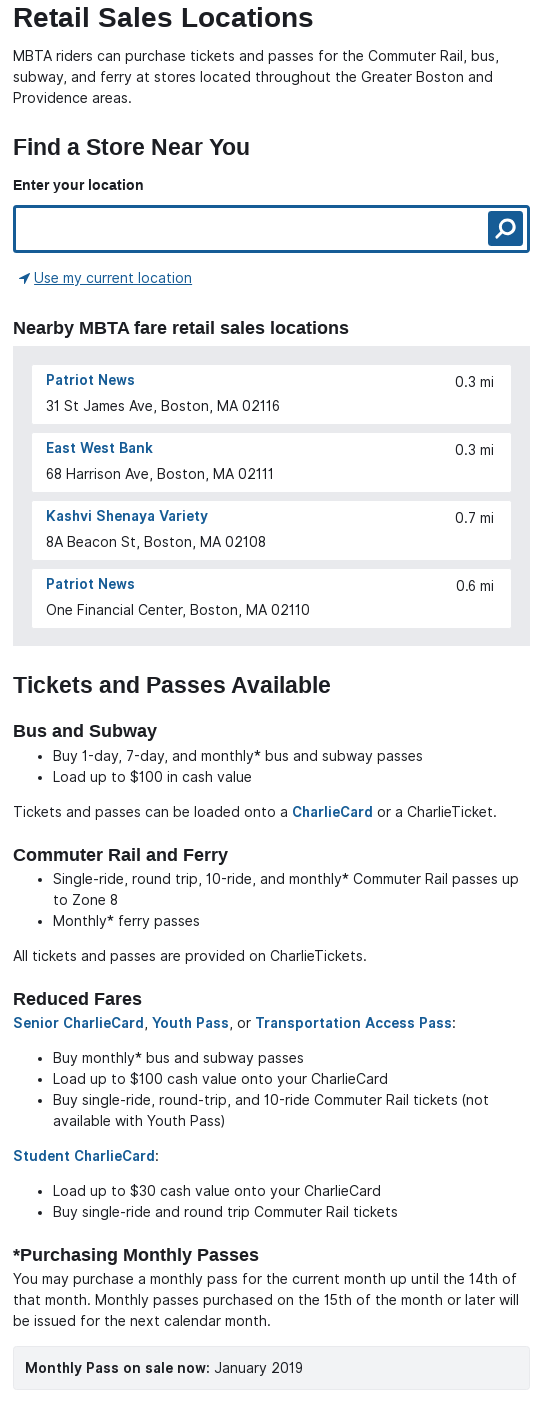 Retail Sales Locations
MBTA riders can purchase tickets and passes for the Commuter Rail, bus,
subway, and ferry at stores located throughout the Greater Boston and
Providence areas.
Find a Store Near You
Enter your location
Use my current location
Nearby MBTA fare retail sales locations
Patriot News 0.3 mi
31 St James Ave, Boston, MA 02116
East West Bank 0.3 mi
68 Harrison Ave, Boston, MA 02111
Kashvi Shenaya Variety 0.7 mi
8A Beacon St, Boston, MA 02108
Patriot News 0.6 mi
One Financial Center, Boston, MA 02110
Tickets and Passes Available
Bus and Subway
• Buy 1-day, 7-day, and monthly* bus and subway passes
• Load up to $100 in cash value
Tickets and passes can be loaded onto a CharlieCard or a CharlieTicket.
Commuter Rail and Ferry
• Single-ride, round trip, 10-ride, and monthly* Commuter Rail passes up
to Zone 8
• Monthly* ferry passes
All tickets and passes are provided on CharlieTickets.
Reduced Fares
Senior CharlieCard, Youth Pass, or Transportation Access Pass:
• Buy monthly* bus and subway passes
• Load up to $100 cash value onto your CharlieCard
• Buy single-ride, round-trip, and 10-ride Commuter Rail tickets (not
available with Youth Pass)
Student CharlieCard:
• Load up to $30 cash value onto your CharlieCard
• Buy single-ride and round trip Commuter Rail tickets
*Purchasing Monthly Passes
You may purchase a monthly pass for the current month up until the 14th of
that month. Monthly passes purchased on the 15th of the month or later will
be issued for the next calendar month.
Monthly Pass on sale now: January 2019